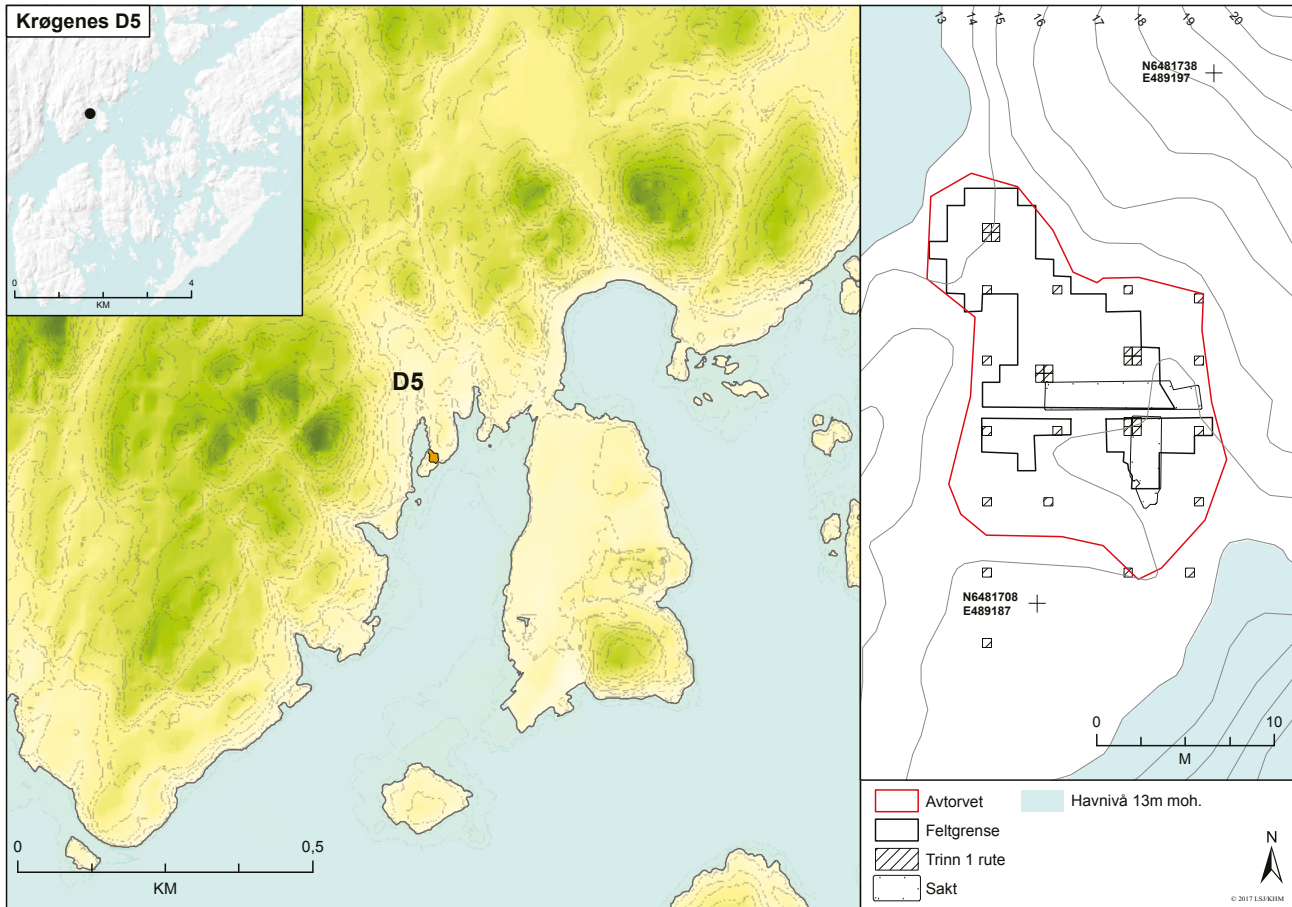 Krøgenes D5
0 4
KM
D5
0 0,5
KM
13 14 15 16 17 18 19 20
N6481738
E489197
N6481708
E489187
0 10
M
Avtorvet
Havnivå 13m moh.
Feltgrense
Trinn 1 rute
Sakt
N
© 2017 LSJ/KHM